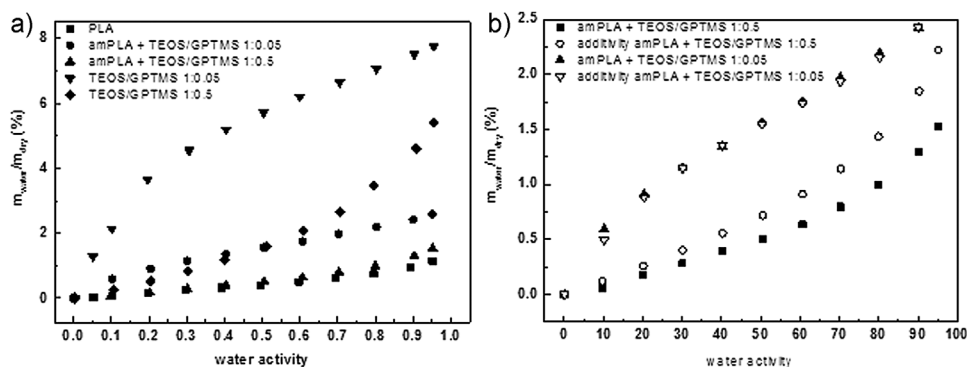 a)
PLA
amPLA + TEOS/GPTMS 1:0.05
amPLA + TEOS/GPTMS 1:0.5
TEOS/GPTMS 1:0.05
TEOS/GPTMS 1:0.5
8
6
4
2
0
m_water/m_dry (%)
0.0 0.1 0.2 0.3 0.4 0.5 0.6 0.7 0.8 0.9 1.0
water activity
b)
amPLA + TEOS/GPTMS 1:0.5
additivity amPLA + TEOS/GPTMS 1:0.5
amPLA + TEOS/GPTMS 1:0.05
additivity amPLA + TEOS/GPTMS 1:0.05
2.5
2.0
1.5
1.0
0.5
0.0
m_water/m_dry (%)
0 10 20 30 40 50 60 70 80 90 100
water activity